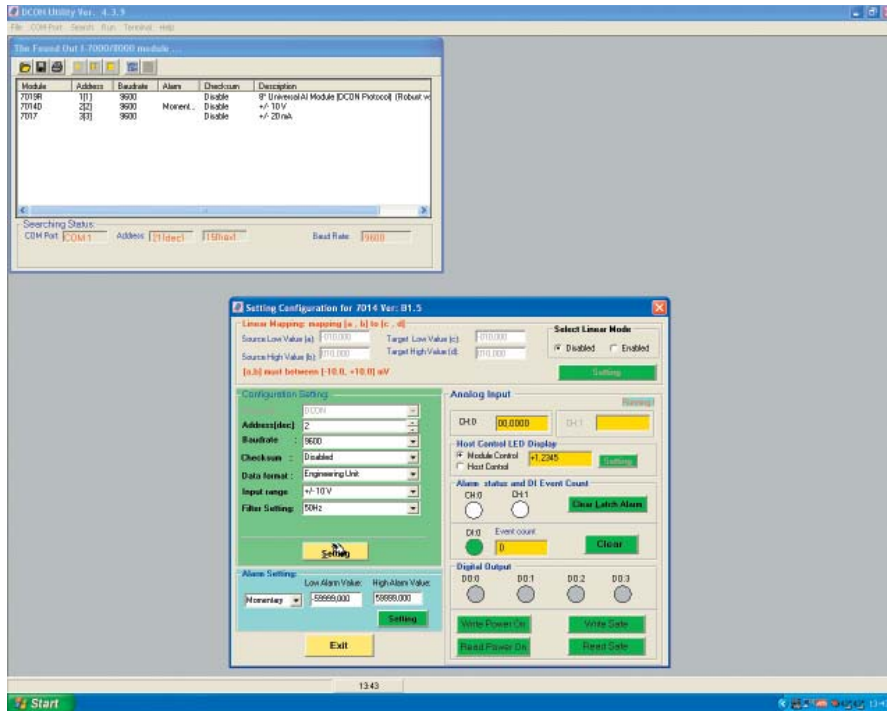 DCON Utility Ver. 4.3.9
File COM Port Search Run Terminal Help
The Found Out I-7000/8000 module ....
Module Address Baudrate Alarm Checksum Description
7019R 1[1] 9600 Disable 8* Universal AI Module [DCON Protocol] (Robust w
7014D 2[2] 9600 Moment... Disable +/- 10 V
7017 3[3] 9600 Disable +/- 20 mA
Searching Status:
COM Port COM 1 Address Baud Rate 9600
Setting Configuration for 7014 Ver: B1.5
Linear Mapping: mapping [a , b] to [c , d]
Source Low Value (a): -010.000 Target Low Value (c): -010.000
Source High Value (b): 010.000 Target High Value (d): 010.000
[a,b] must between [-10.0, +10.0] mV
Select Linear Mode
Disabled Enabled
Setting
Configuration Setting:
DCON
Address(dec) 2
Baudrate : 9600
Checksum : Disabled
Data format : Engineering Unit
Input range +/- 10 V
Filter Setting: 50Hz
Setting
Alarm Setting:
Low Alarm Value: High Alarm Value:
Momentary -59999,000 59999,000
Setting
Exit
Analog Input
Running
CH:0 00,0000 CH:1
Host Control LED Display
Module Control +1,2345 Setting
Host Control
Alarm status and DI Event Count
CH:0 CH:1 Clear Latch Alarm
DI:0 Event count
0 Clear
Digital Output
DO:0 DO:1 DO:2 DO:3
Write Power On Write Safe
Read Power On Read Safe
13:43
Start